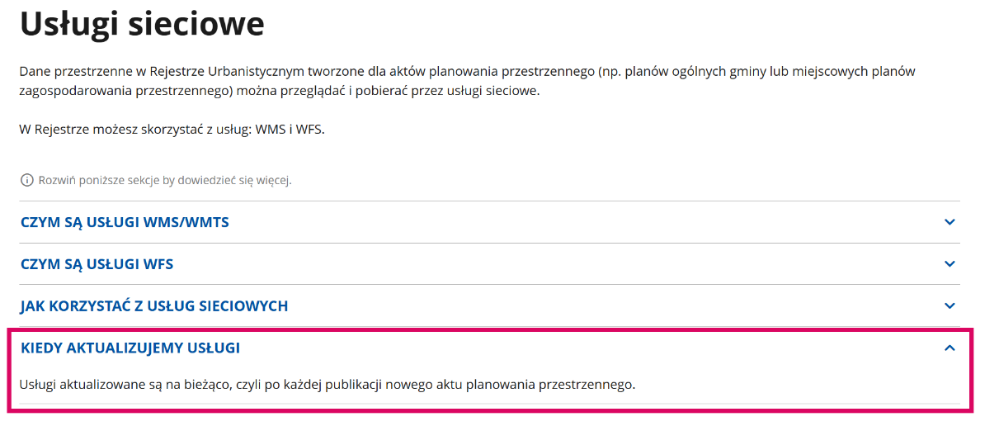 Usługi sieciowe
Dane przestrzenne w Rejestrze Urbanistycznym tworzone dla aktów planowania przestrzennego (np. planów ogólnych gminy lub miejscowych planów
zagospodarowania przestrzennego) można przeglądać i pobierać przez usługi sieciowe.
W Rejestrze możesz skorzystać z usług: WMS i WFS.
Rozwiń poniższe sekcje by dowiedzieć się więcej.
CZYM SĄ USŁUGI WMS/WMTS
CZYM SĄ USŁUGI WFS
JAK KORZYSTAĆ Z USŁUG SIECIOWYCH
KIEDY AKTUALIZUJEMY USŁUGI
Usługi aktualizowane są na bieżąco, czyli po każdej publikacji nowego aktu planowania przestrzennego.